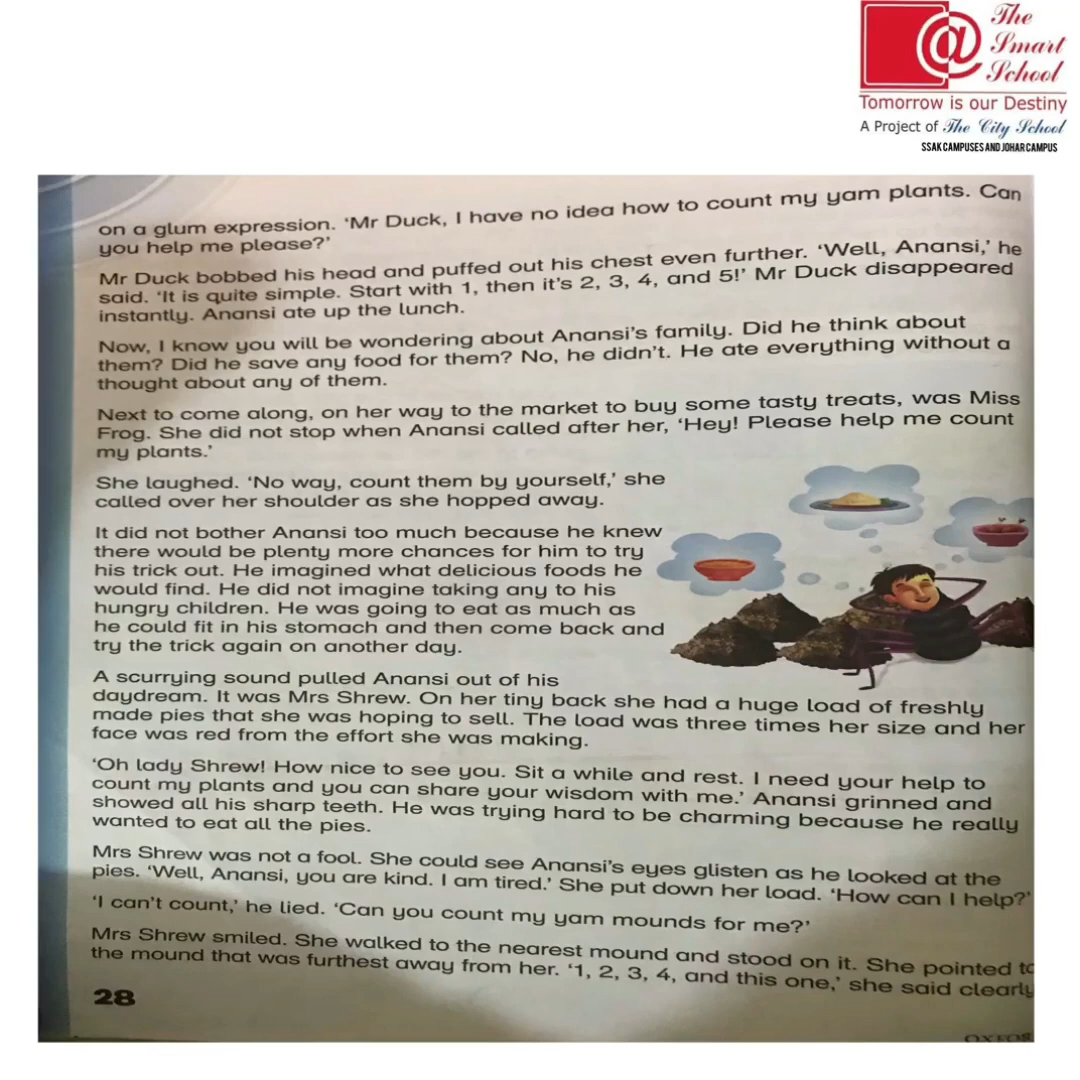 The
Smart
School
Tomorrow is our Destiny
A Project of The City School
SSAK CAMPUSES AND JOHAR CAMPUS
on a glum expression. ‘Mr Duck, I have no idea how to count my yam plants. Can
you help me please?’
Mr Duck bobbed his head and puffed out his chest even further. ‘Well, Anansi,’ he
said. ‘It is quite simple. Start with 1, then it’s 2, 3, 4, and 5!’ Mr Duck disappeared
instantly. Anansi ate up the lunch.
Now, I know you will be wondering about Anansi’s family. Did he think about
them? Did he save any food for them? No, he didn’t. He ate everything without a
thought about any of them.
Next to come along, on her way to the market to buy some tasty treats, was Miss
Frog. She did not stop when Anansi called after her, ‘Hey! Please help me count
my plants.’
She laughed. ‘No way, count them by yourself,’ she
called over her shoulder as she hopped away.
It did not bother Anansi too much because he knew
there would be plenty more chances for him to try
his trick out. He imagined what delicious foods he
would find. He did not imagine taking any to his
hungry children. He was going to eat as much as
he could fit in his stomach and then come back and
try the trick again on another day.
A scurrying sound pulled Anansi out of his
daydream. It was Mrs Shrew. On her tiny back she had a huge load of freshly
made pies that she was hoping to sell. The load was three times her size and her
face was red from the effort she was making.
‘Oh lady Shrew! How nice to see you. Sit a while and rest. I need your help to
count my plants and you can share your wisdom with me.’ Anansi grinned and
showed all his sharp teeth. He was trying hard to be charming because he really
wanted to eat all the pies.
Mrs Shrew was not a fool. She could see Anansi’s eyes glisten as he looked at the
pies. ‘Well, Anansi, you are kind. I am tired.’ She put down her load. ‘How can I help?’
‘I can’t count,’ he lied. ‘Can you count my yam mounds for me?’
Mrs Shrew smiled. She walked to the nearest mound and stood on it. She pointed to
the mound that was furthest away from her. ‘1, 2, 3, 4, and this one,’ she said clearly
28